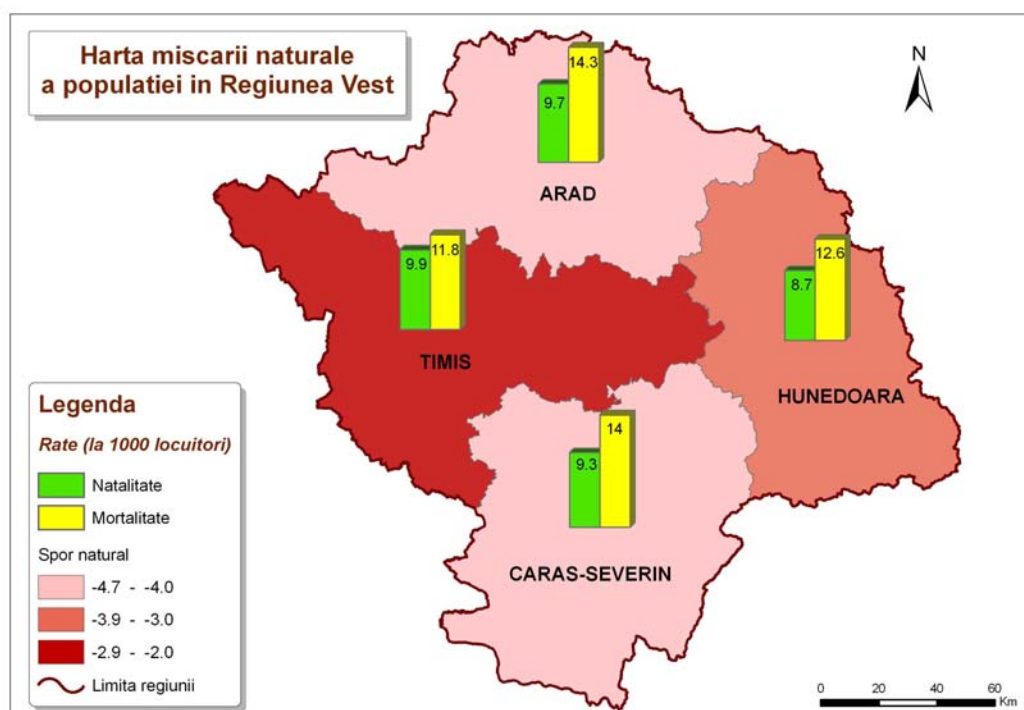 Harta miscarii naturale
a populatiei in Regiunea Vest
N
14.3
9.7
ARAD
11.8
9.9
TIMIS
12.6
8.7
HUNEDOARA
14
9.3
CARAS-SEVERIN
Legenda
Rate (la 1000 locuitori)
Natalitate
Mortalitate
Spor natural
-4.7 - -4.0
-3.9 - -3.0
-2.9 - -2.0
Limita regiunii
0 20 40 60
Km